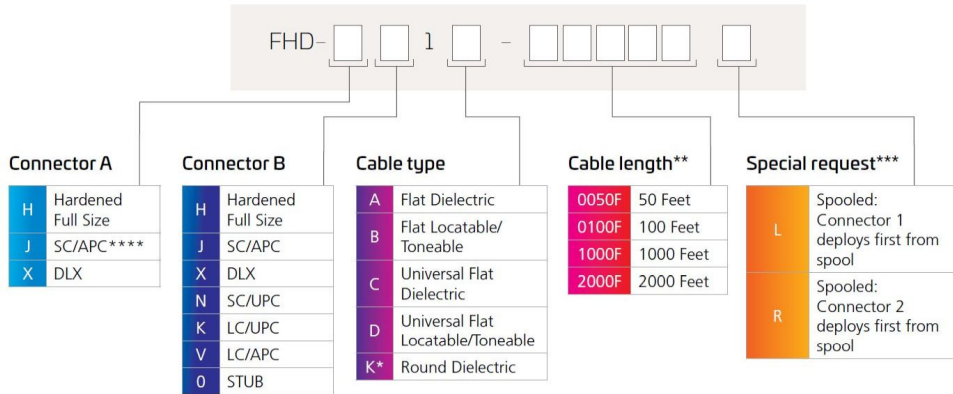 FHD- 1 -
Connector A
H Hardened
Full Size
J SC/APC****
X DLX
Connector B
H Hardened
Full Size
J SC/APC
X DLX
N SC/UPC
K LC/UPC
V LC/APC
0 STUB
Cable type
A Flat Dielectric
B Flat Locatable/
Toneable
C Universal Flat
Dielectric
D Universal Flat
Locatable/Toneable
K* Round Dielectric
Cable length**
0050F 50 Feet
0100F 100 Feet
1000F 1000 Feet
2000F 2000 Feet
Special request***
L Spooled:
Connector 1
deploys first from
spool
R Spooled:
Connector 2
deploys first from
spool